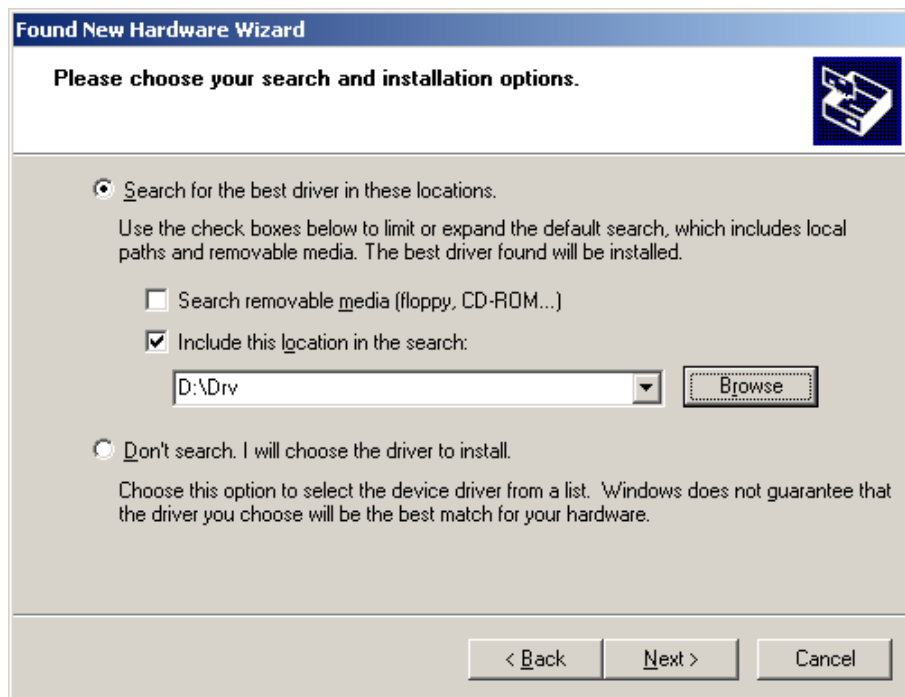 Found New Hardware Wizard
Please choose your search and installation options.
Search for the best driver in these locations.
Use the check boxes below to limit or expand the default search, which includes local
paths and removable media. The best driver found will be installed.
Search removable media (floppy, CD-ROM...)
Include this location in the search:
D:\Drv
Browse
Don't search. I will choose the driver to install.
Choose this option to select the device driver from a list.  Windows does not guarantee that
the driver you choose will be the best match for your hardware.
< Back
Next >
Cancel